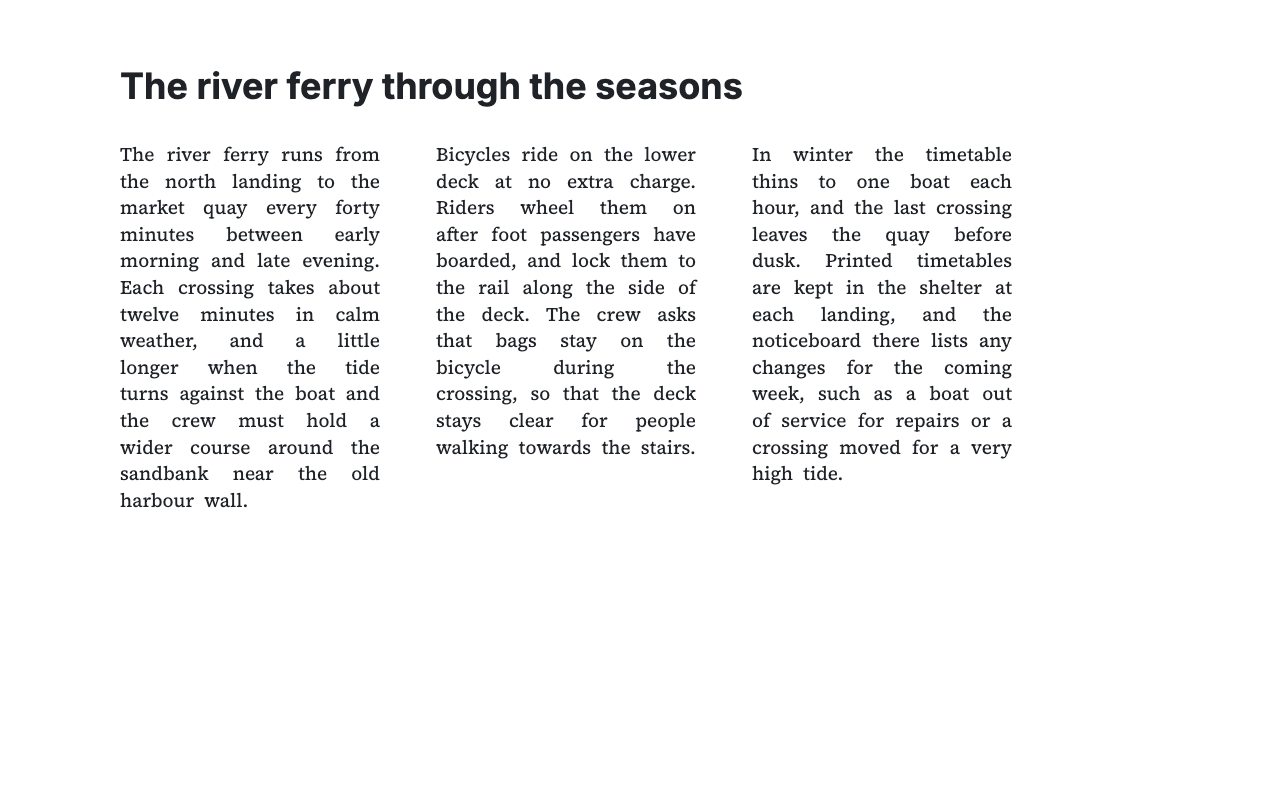 The river ferry through the seasons
The river ferry runs from
the north landing to the
market quay every forty
minutes between early
morning and late evening.
Each crossing takes about
twelve minutes in calm
weather, and a little
longer when the tide
turns against the boat and
the crew must hold a
wider course around the
sandbank near the old
harbour wall.
Bicycles ride on the lower
deck at no extra charge.
Riders wheel them on
after foot passengers have
boarded, and lock them to
the rail along the side of
the deck. The crew asks
that bags stay on the
bicycle during the
crossing, so that the deck
stays clear for people
walking towards the stairs.
In winter the timetable
thins to one boat each
hour, and the last crossing
leaves the quay before
dusk. Printed timetables
are kept in the shelter at
each landing, and the
noticeboard there lists any
changes for the coming
week, such as a boat out
of service for repairs or a
crossing moved for a very
high tide.